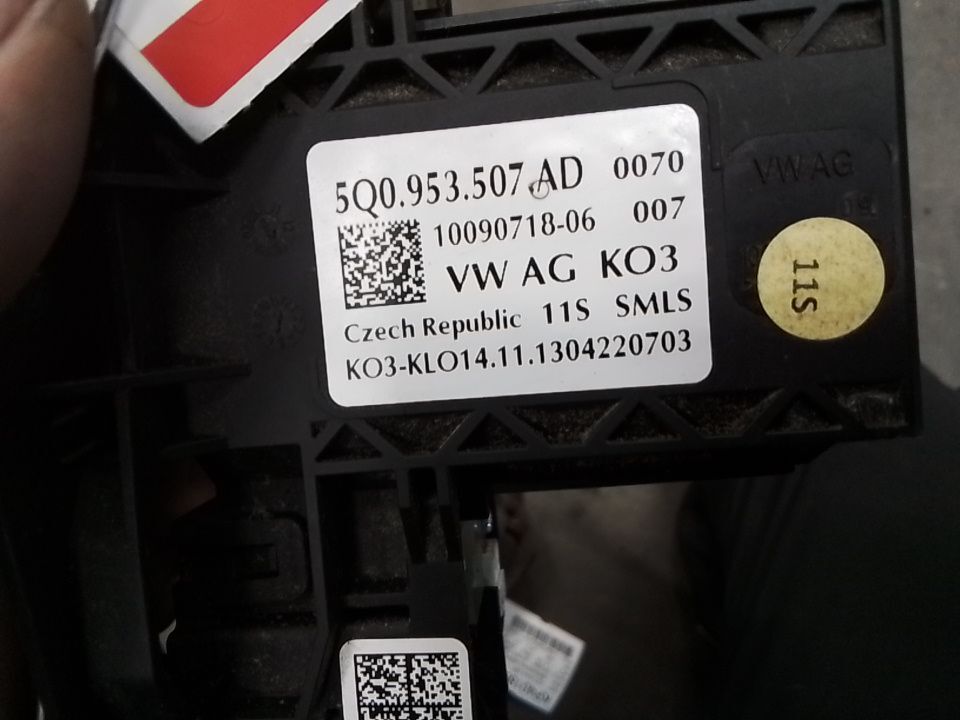 5Q0.953.507.AD 0070
10090718-06 007
VW AG KO3
Czech Republic 11S SMLS
KO3-KLO14.11.1304220703
VW AG
11S